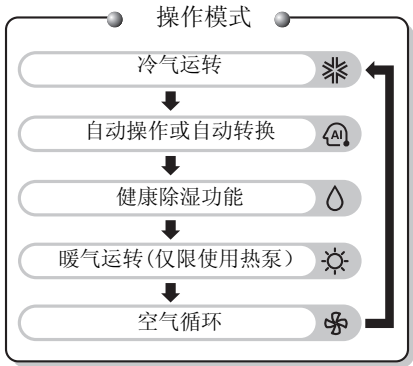 操作模式
冷气运转
自动操作或自动转换
AI
健康除湿功能
暖气运转(仅限使用热泵)
空气循环